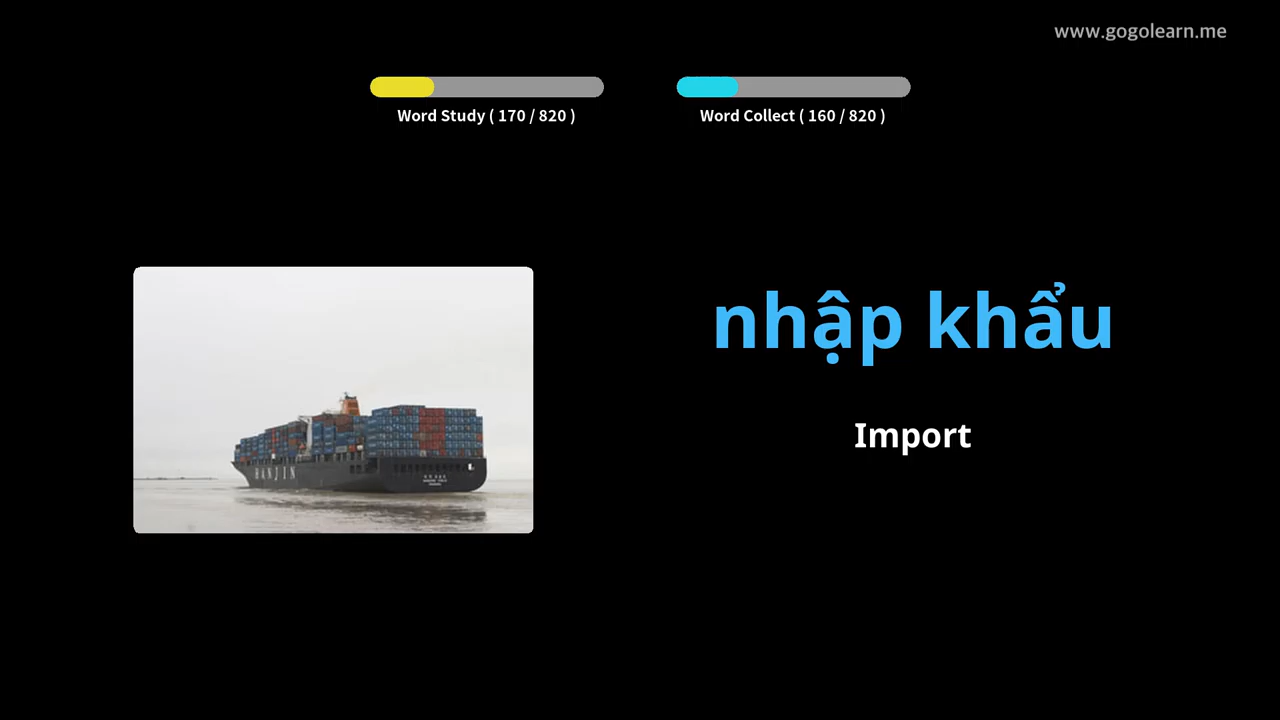 www.gogolearn.me
Word Study ( 170 / 820 )
Word Collect ( 160 / 820 )
nhập khẩu
Import
HANJIN